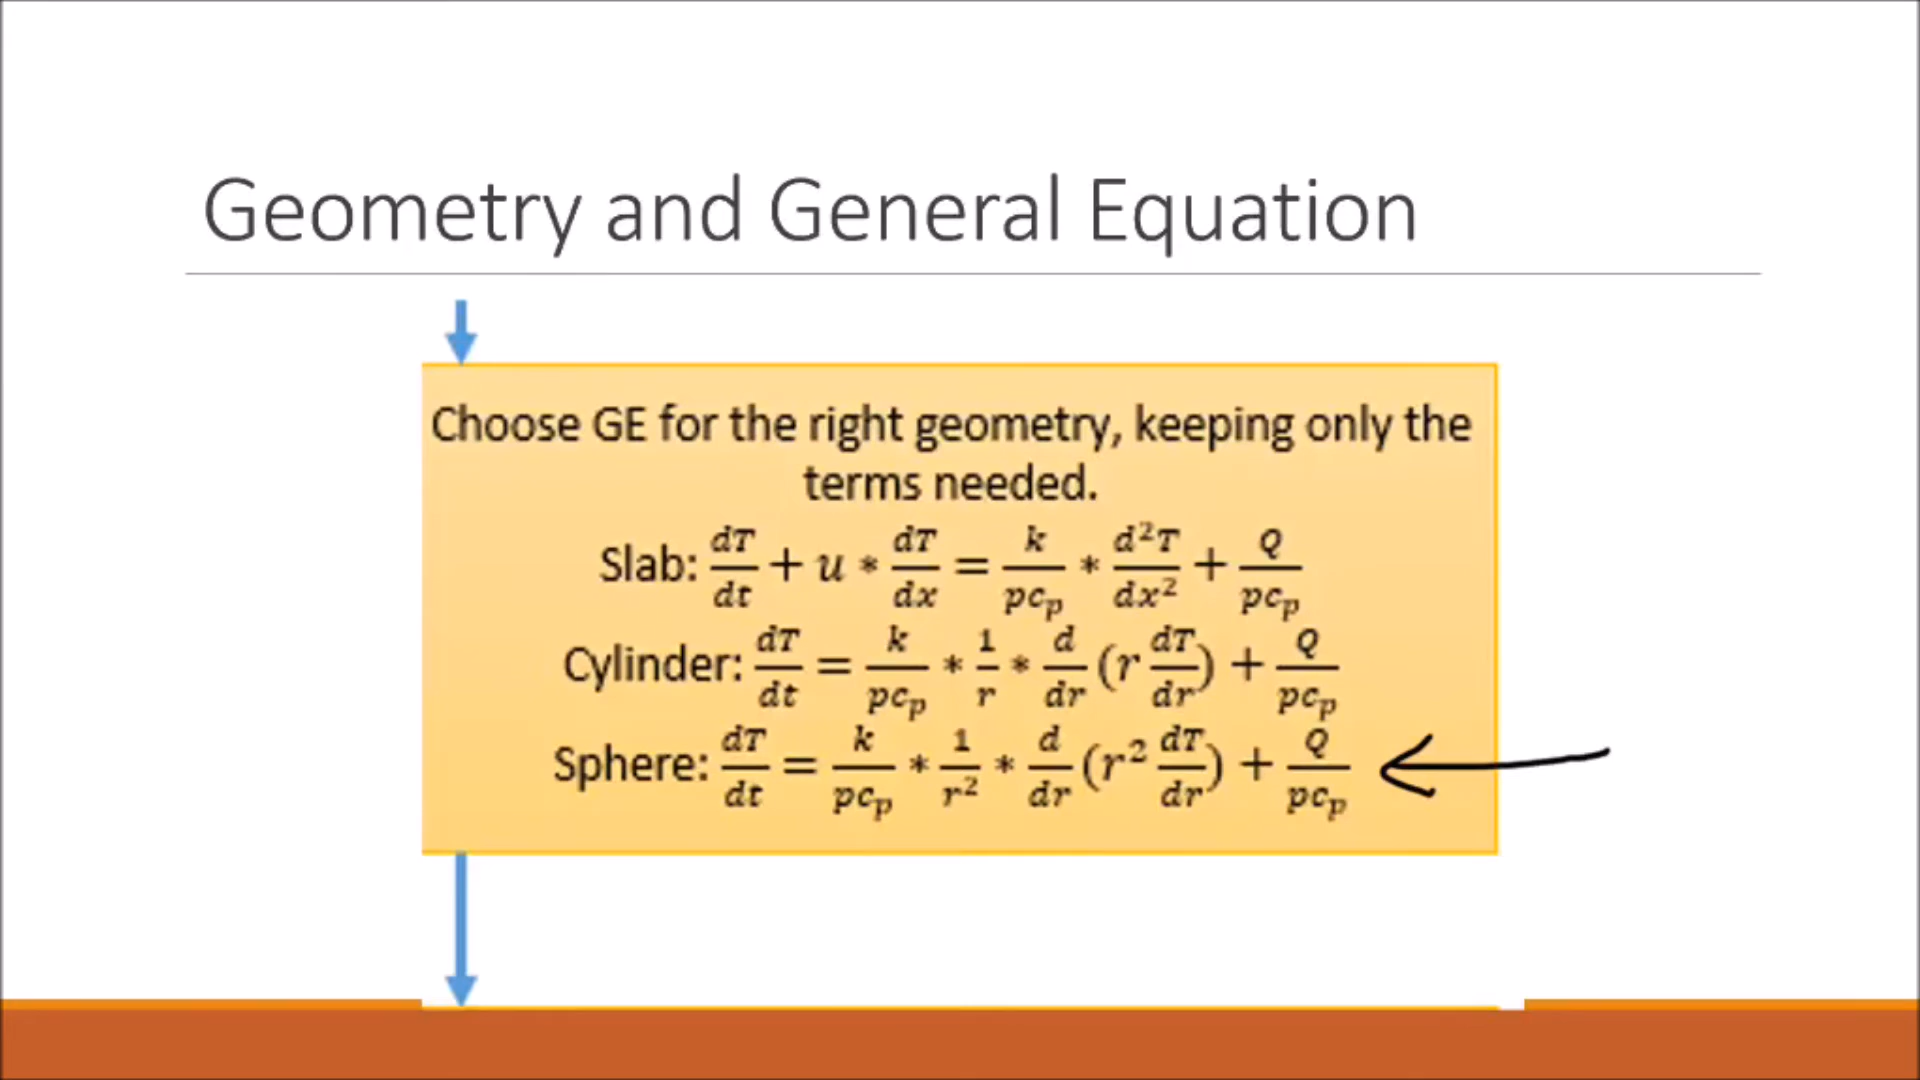 Geometry and General Equation
Choose GE for the right geometry, keeping only the
terms needed.
Slab: dT/dt + u * dT/dx = k/pc_p * d²T/dx² + Q/pc_p
Cylinder: dT/dt = k/pc_p * 1/r * d/dr (r dT/dr) + Q/pc_p
Sphere: dT/dt = k/pc_p * 1/r² * d/dr (r² dT/dr) + Q/pc_p